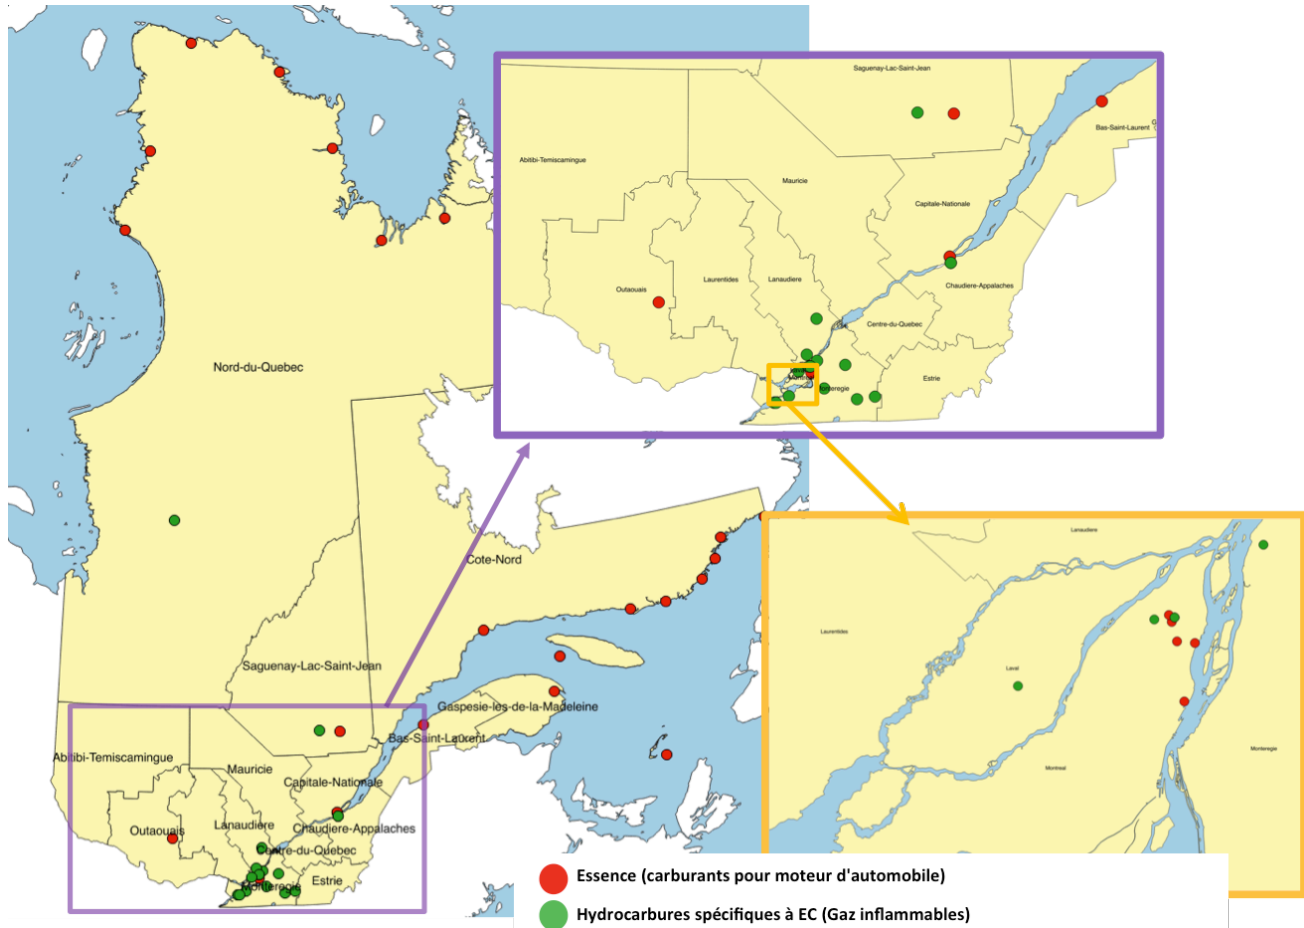 Saguenay-Lac-Saint-Jean
Bas-Saint-Laurent
Abitibi-Temiscamingue
Mauricie
Capitale-Nationale
Outaouais
Laurentides
Lanaudiere
Chaudiere-Appalaches
Centre-du-Quebec
Estrie
Monteregie
Nord-du-Quebec
Cote-Nord
Saguenay-Lac-Saint-Jean
Gaspesie-Iles-de-la-Madeleine
Bas-Saint-Laurent
Abitibi-Temiscamingue
Mauricie
Capitale-Nationale
Outaouais
Lanaudiere
Chaudiere-Appalaches
Centre-du-Quebec
Monteregie
Estrie
Lanaudiere
Laurentides
Laval
Montreal
Monteregie
Essence (carburants pour moteur d'automobile)
Hydrocarbures spécifiques à EC (Gaz inflammables)